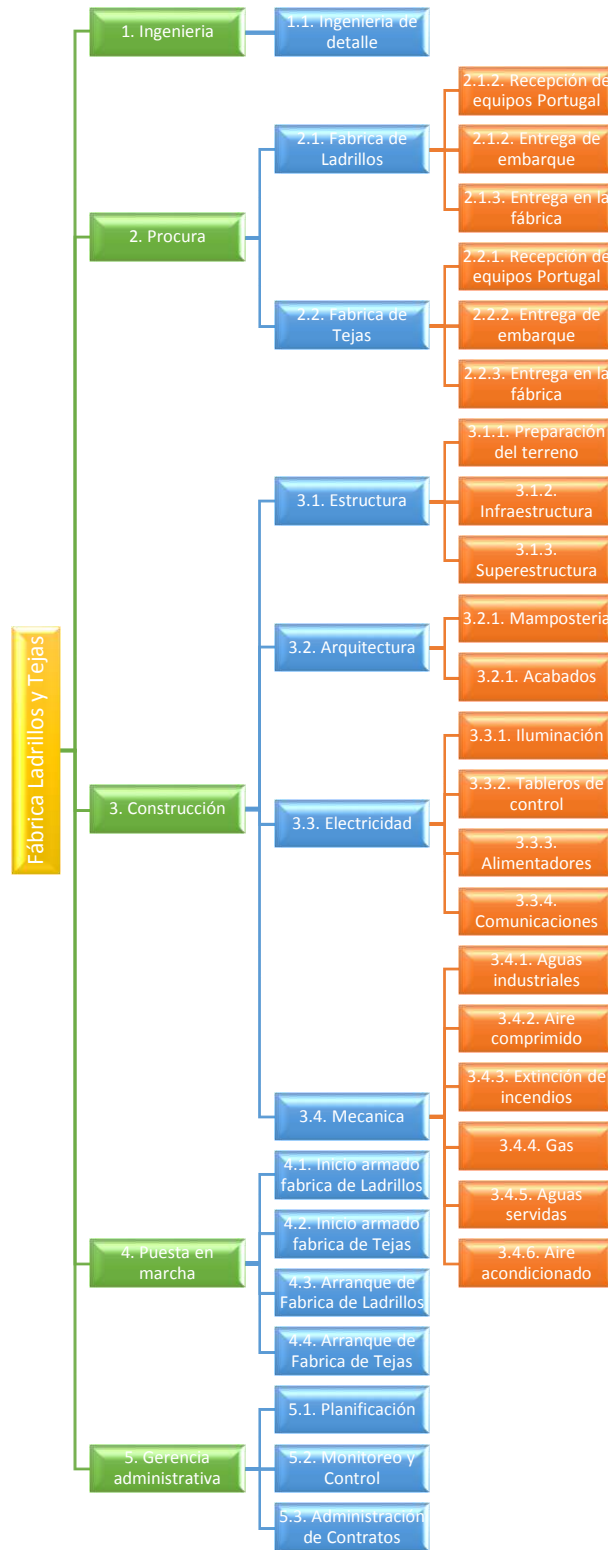 Fábrica Ladrillos y Tejas
1. Ingenieria
1.1. Ingenieria de
detalle
2. Procura
2.1. Fabrica de
Ladrillos
2.1.2. Recepción de
equipos Portugal
2.1.2. Entrega de
embarque
2.1.3. Entrega en la
fábrica
2.2. Fabrica de
Tejas
2.2.1. Recepción de
equipos Portugal
2.2.2. Entrega de
embarque
2.2.3. Entrega en la
fábrica
3. Construcción
3.1. Estructura
3.1.1. Preparación
del terreno
3.1.2.
Infraestructura
3.1.3.
Superestructura
3.2. Arquitectura
3.2.1. Mamposteria
3.2.1. Acabados
3.3. Electricidad
3.3.1. Iluminación
3.3.2. Tableros de
control
3.3.3.
Alimentadores
3.3.4.
Comunicaciones
3.4. Mecanica
3.4.1. Aguas
industriales
3.4.2. Aire
comprimido
3.4.3. Extinción de
incendios
3.4.4. Gas
3.4.5. Aguas
servidas
3.4.6. Aire
acondicionado
4. Puesta en
marcha
4.1. Inicio armado
fabrica de Ladrillos
4.2. Inicio armado
fabrica de Tejas
4.3. Arranque de
Fabrica de Ladrillos
4.4. Arranque de
Fabrica de Tejas
5. Gerencia
administrativa
5.1. Planificación
5.2. Monitoreo y
Control
5.3. Administración
de Contratos